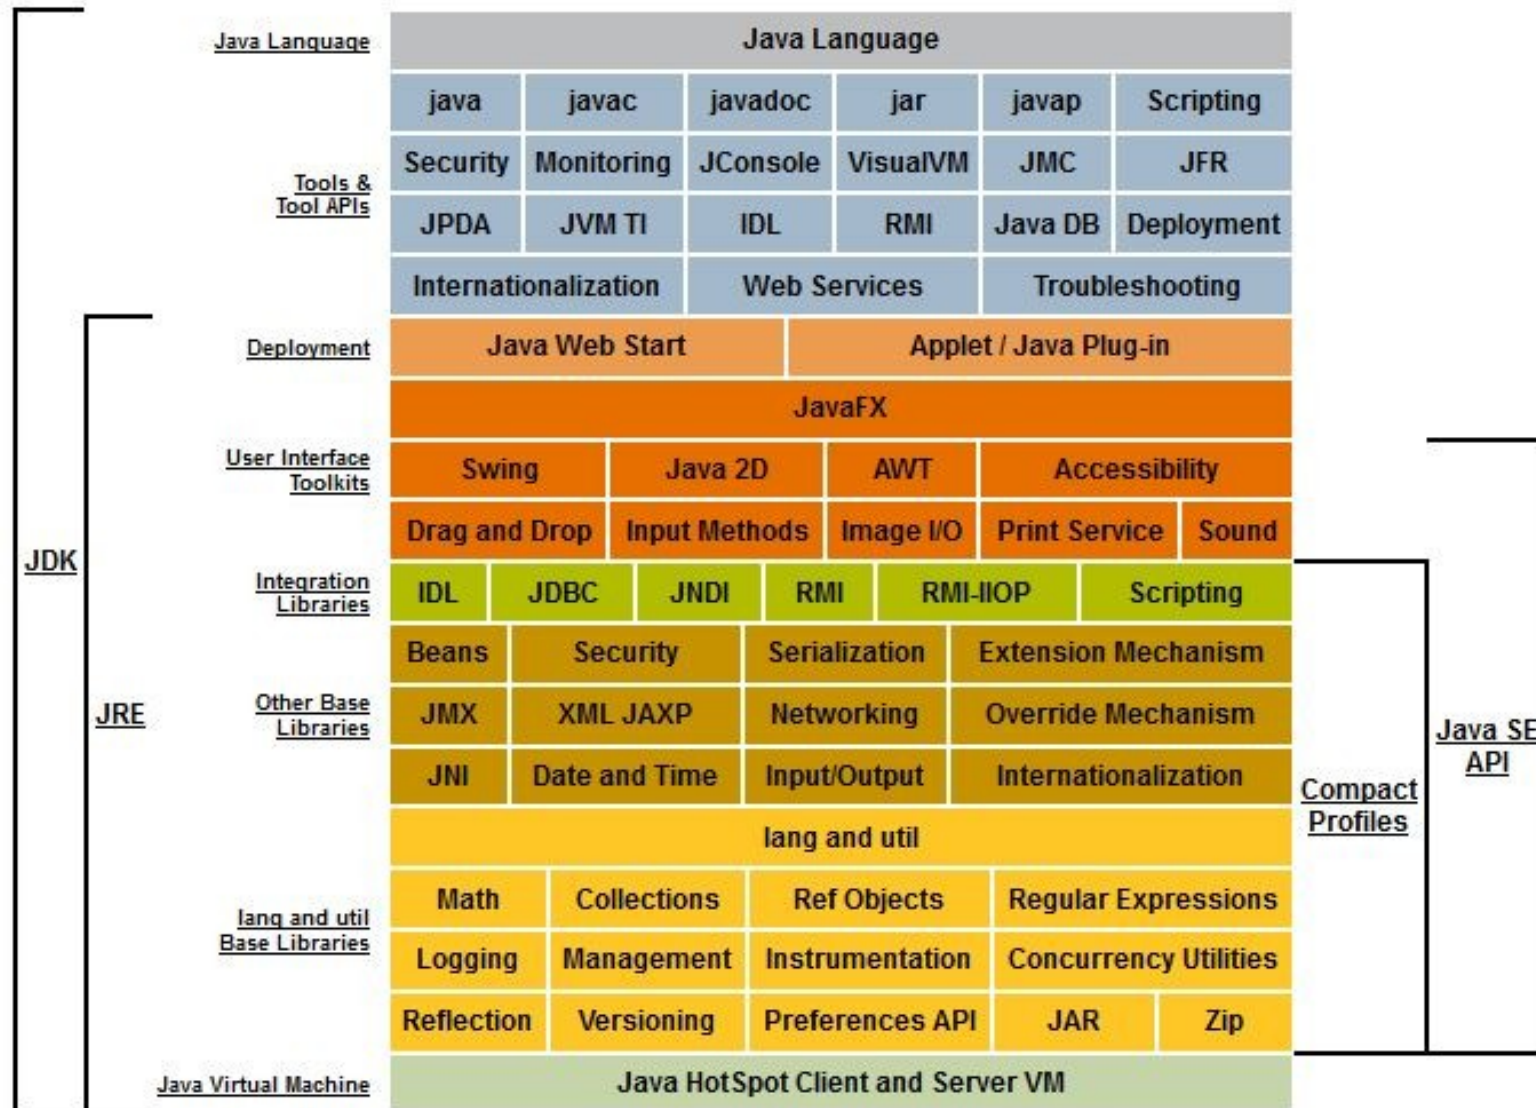 Java Language
Java Language
java javac javadoc jar javap Scripting
Security Monitoring JConsole VisualVM JMC JFR
Tools &
Tool APIs
JPDA JVM TI IDL RMI Java DB Deployment
Internationalization Web Services Troubleshooting
Deployment
Java Web Start Applet / Java Plug-in
JavaFX
User Interface
Toolkits
Swing Java 2D AWT Accessibility
Drag and Drop Input Methods Image I/O Print Service Sound
JDK
Integration
Libraries
IDL JDBC JNDI RMI RMI-IIOP Scripting
Beans Security Serialization Extension Mechanism
JRE
Other Base
Libraries
JMX XML JAXP Networking Override Mechanism
Java SE
API
JNI Date and Time Input/Output Internationalization
Compact
Profiles
lang and util
Math Collections Ref Objects Regular Expressions
lang and util
Base Libraries
Logging Management Instrumentation Concurrency Utilities
Reflection Versioning Preferences API JAR Zip
Java Virtual Machine
Java HotSpot Client and Server VM